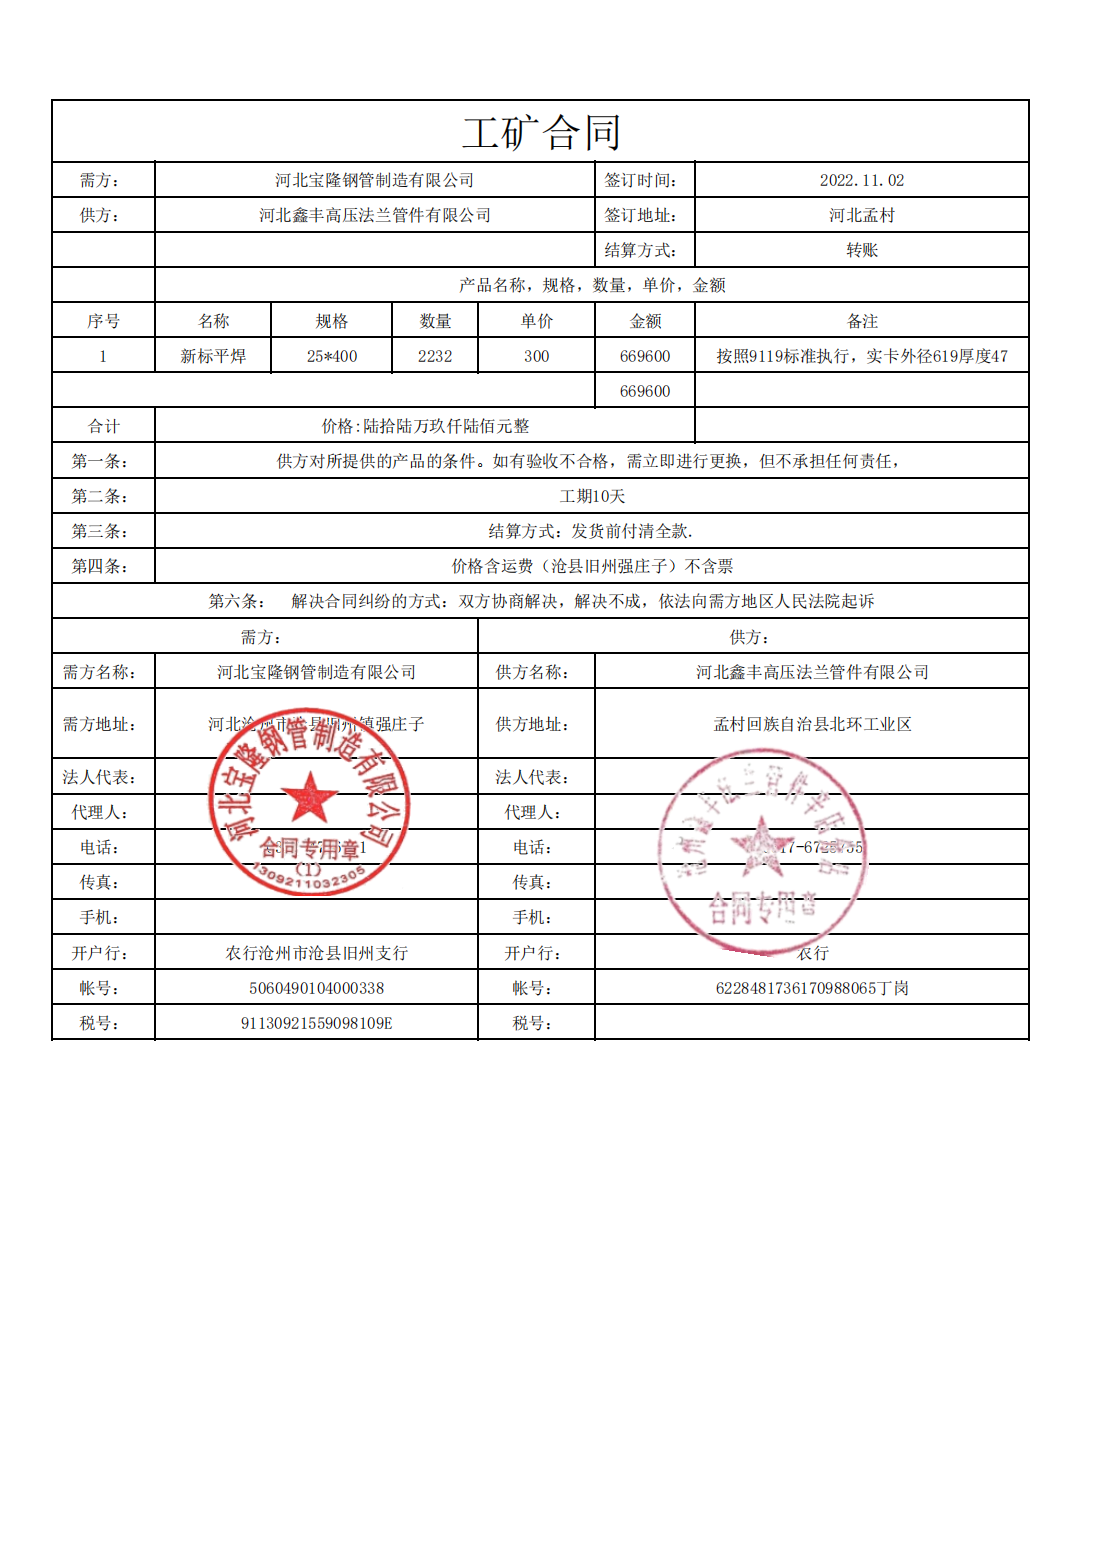 工矿合同
需方： 河北宝隆钢管制造有限公司 签订时间： 2022.11.02
供方： 河北鑫丰高压法兰管件有限公司 签订地址： 河北孟村
结算方式： 转账
产品名称，规格，数量，单价，金额
序号 名称 规格 数量 单价 金额 备注
1 新标平焊 25*400 2232 300 669600 按照9119标准执行，实卡外径619厚度47
669600
合计 价格:陆拾陆万玖仟陆佰元整
第一条： 供方对所提供的产品的条件。如有验收不合格，需立即进行更换，但不承担任何责任，
第二条： 工期10天
第三条： 结算方式：发货前付清全款.
第四条： 价格含运费（沧县旧州强庄子）不含票
第六条： 解决合同纠纷的方式：双方协商解决，解决不成，依法向需方地区人民法院起诉
需方： 供方：
需方名称： 河北宝隆钢管制造有限公司 供方名称： 河北鑫丰高压法兰管件有限公司
需方地址： 河北沧州市沧县旧州镇强庄子 供方地址： 孟村回族自治县北环工业区
法人代表： 法人代表：
代理人： 代理人：
电话： 电话：
传真： 传真：
手机： 手机：
开户行： 农行沧州市沧县旧州支行 开户行： 农行
帐号： 5060490104000338 帐号： 6228481736170988065丁岗
税号： 91130921559098109E 税号：
河北宝隆钢管制造有限公司
合同专用章
(1)
1309211032305
合同专用章